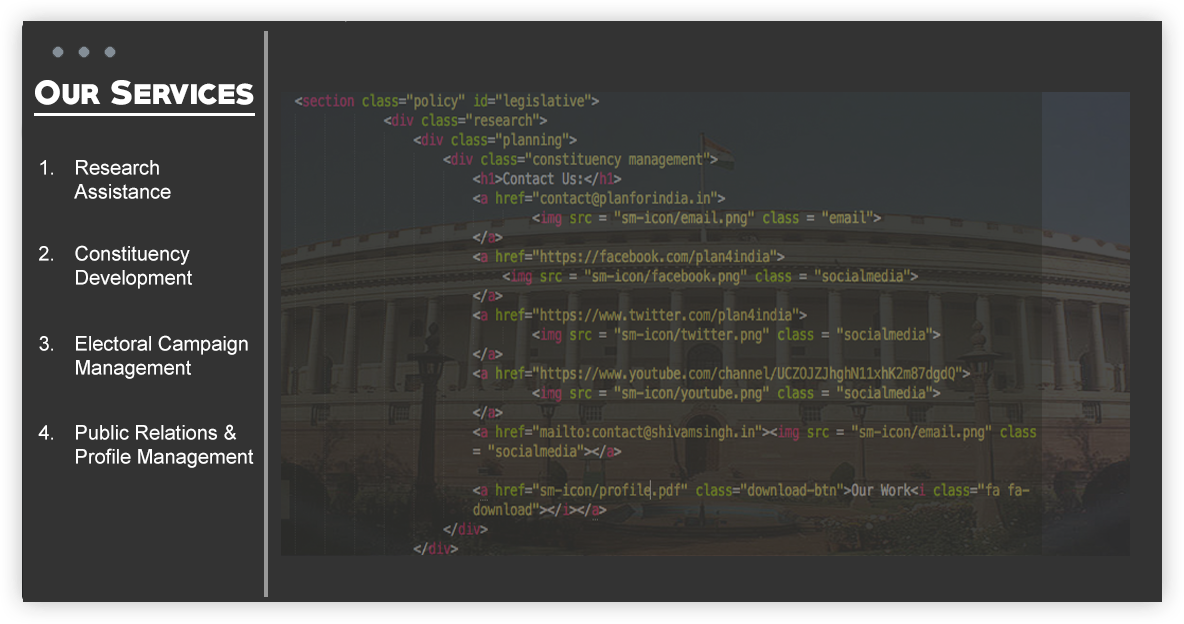 OUR SERVICES
1. Research
Assistance
2. Constituency
Development
3. Electoral Campaign
Management
4. Public Relations &
Profile Management
<section class="policy" id="legislative">
<div class="research">
<div class="planning">
<div class="constituency management">
<h1>Contact Us:</h1>
<a href="contact@planforindia.in">
<img src = "sm-icon/email.png" class = "email">
</a>
<a href="https://facebook.com/plan4india">
<img src = "sm-icon/facebook.png" class = "socialmedia">
</a>
<a href="https://www.twitter.com/plan4india">
<img src = "sm-icon/twitter.png" class = "socialmedia">
</a>
<a href="https://www.youtube.com/channel/UCZOJZJhghN11xhK2m87dgdQ">
<img src = "sm-icon/youtube.png" class = "socialmedia">
</a>
<a href="mailto:contact@shivamsingh.in"><img src = "sm-icon/email.png" class
= "socialmedia"></a>
<a href="sm-icon/profile.pdf" class="download-btn">Our Work<i class="fa fa-
download"></i></a>
</div>
</div>